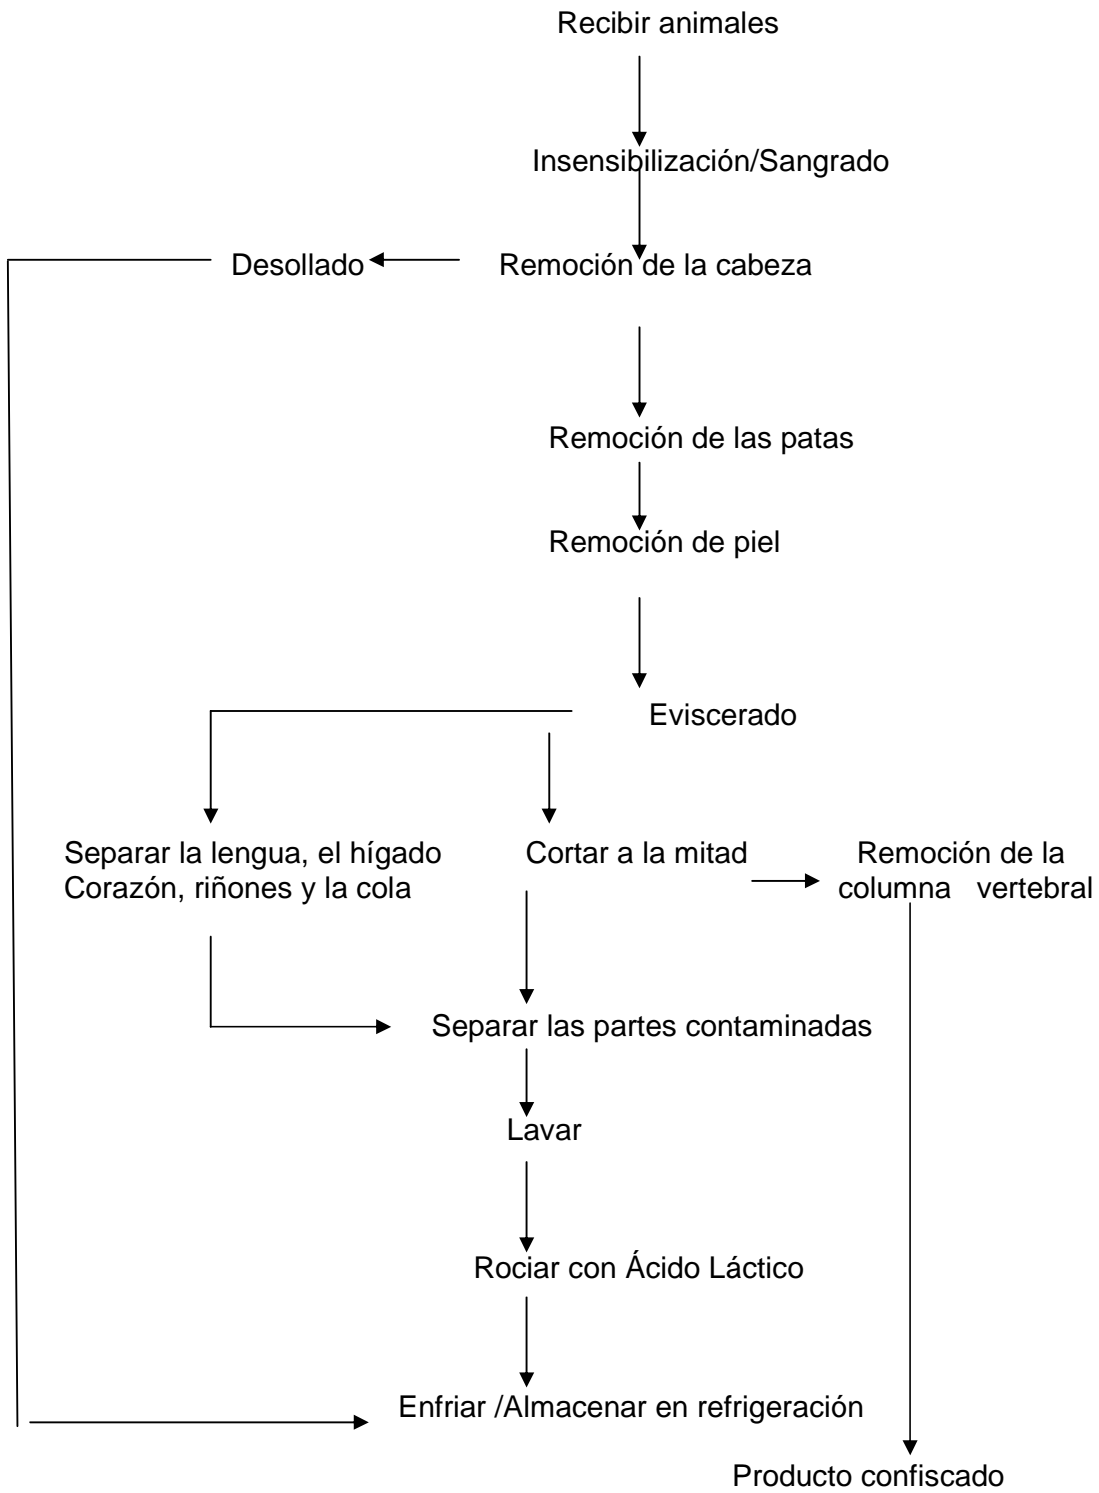 Recibir animales
Insensibilización/Sangrado
Desollado
Remoción de la cabeza
Remoción de las patas
Remoción de piel
Eviscerado
Separar la lengua, el hígado
Corazón, riñones y la cola
Cortar a la mitad
Remoción de la
columna vertebral
Separar las partes contaminadas
Lavar
Rociar con Ácido Láctico
Enfriar /Almacenar en refrigeración
Producto confiscado